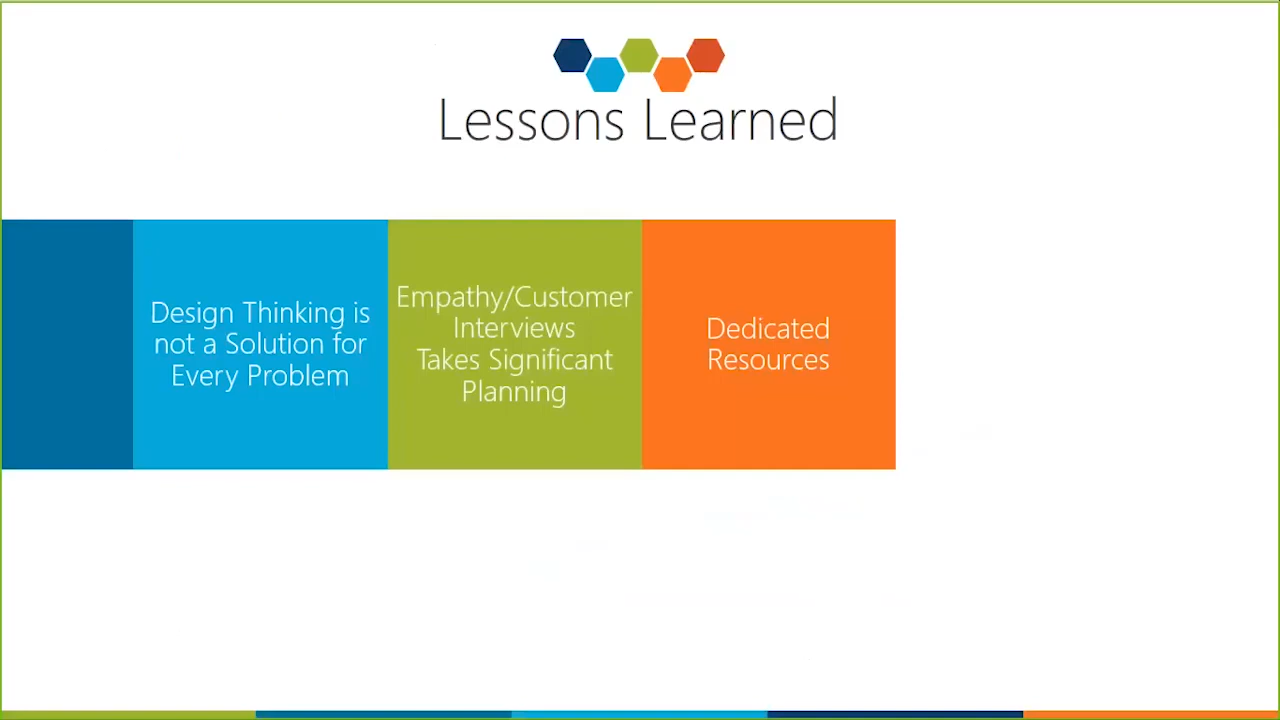 Lessons Learned
Design Thinking is
not a Solution for
Every Problem
Empathy/Customer
Interviews
Takes Significant
Planning
Dedicated
Resources